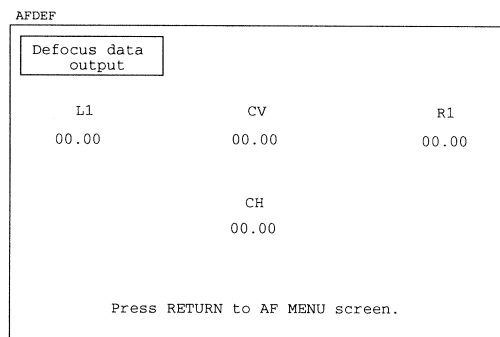 AFDEF
Defocus data
output
L1 CV R1
00.00 00.00 00.00
CH
00.00
Press RETURN to AF MENU screen.